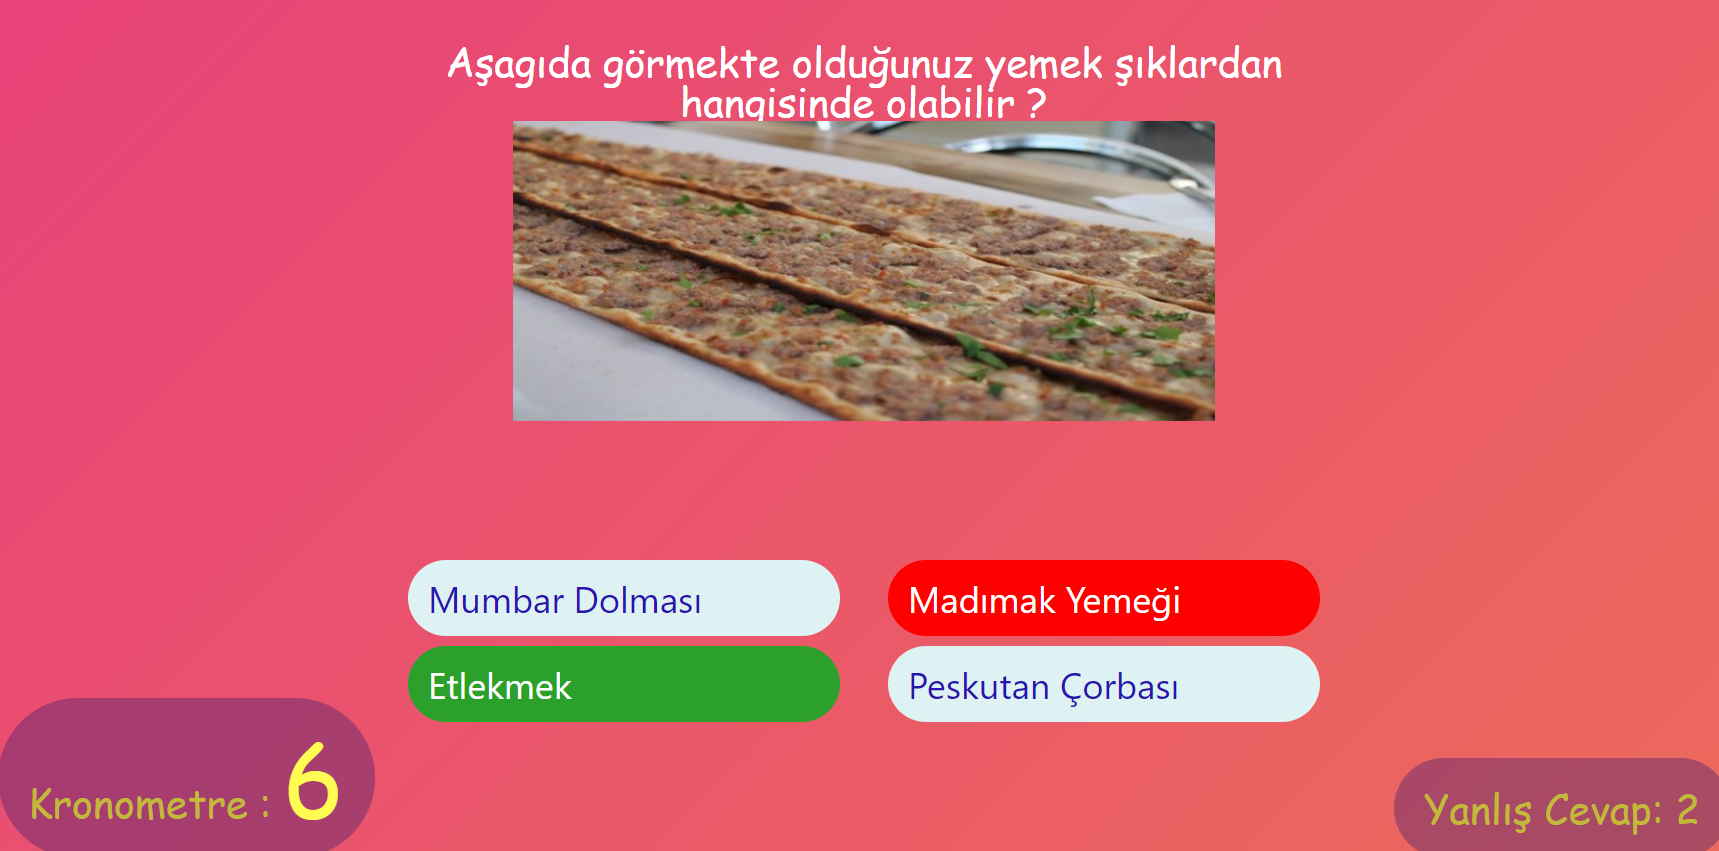 Aşagıda görmekte olduğunuz yemek şıklardan
hangisinde olabilir ?
Mumbar Dolması
Madımak Yemeği
Etlekmek
Peskutan Çorbası
Kronometre : 6
Yanlış Cevap: 2